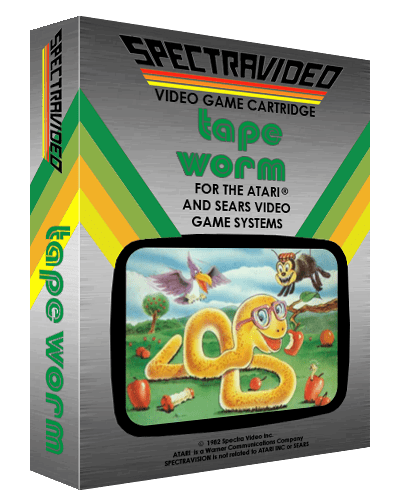 SPECTRAVIDEO
VIDEO GAME CARTRIDGE
tape
worm
FOR THE ATARI®
AND SEARS VIDEO
GAME SYSTEMS
© 1982 Spectra Video Inc.
ATARI is a Warner Communications Company
SPECTRAVISION is not related to ATARI INC or SEARS
SPECTRAVIDEO
tape worm